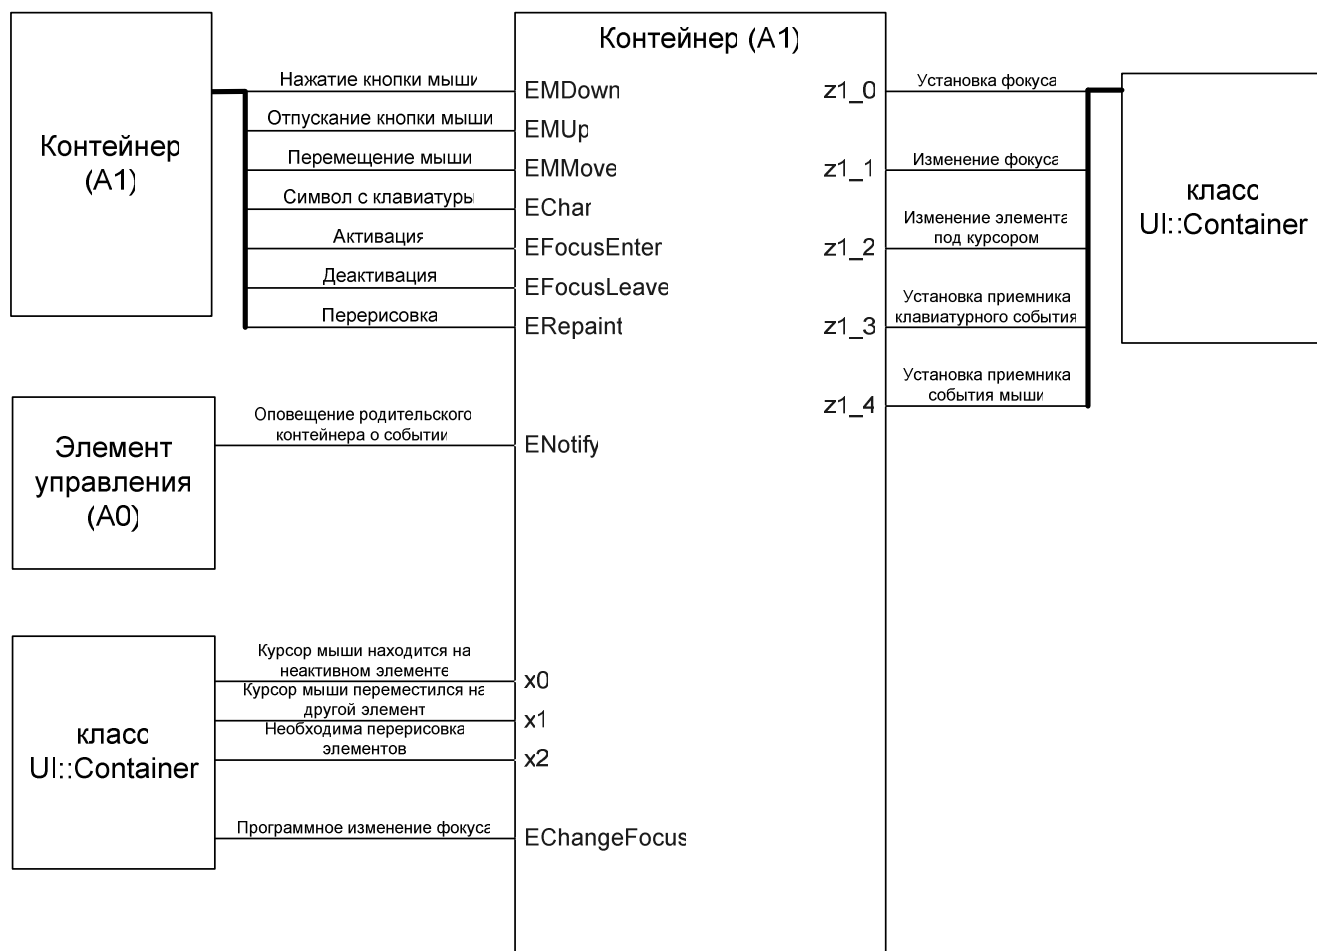 Контейнер (A1)
Контейнер
(A1)
Нажатие кнопки мыши
EMDown
Отпускание кнопки мыши
EMUp
Перемещение мыши
EMMove
Символ с клавиатуры
EChar
Активация
EFocusEnter
Деактивация
EFocusLeave
Перерисовка
ERepaint
z1_0
Установка фокуса
z1_1
Изменение фокуса
z1_2
Изменение элемента
под курсором
z1_3
Установка приемника
клавиатурного события
z1_4
Установка приемника
события мыши
класс
UI::Container
Элемент
управления
(A0)
Оповещение родительского
контейнера о событии
ENotify
класс
UI::Container
Курсор мыши находится на
неактивном элементе
x0
Курсор мыши переместился на
другой элемент
x1
Необходима перерисовка
элементов
x2
Программное изменение фокуса
EChangeFocus